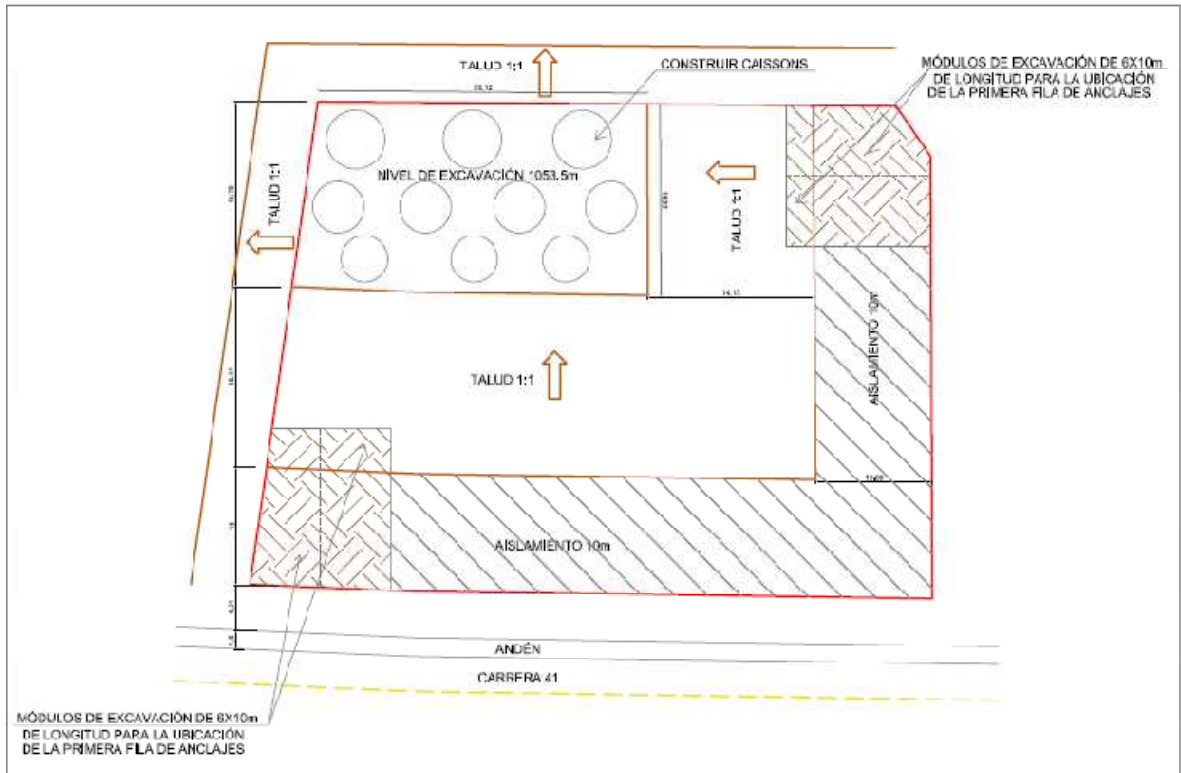 TALUD 1:1
CONSTRUIR CAISSONS
MÓDULOS DE EXCAVACIÓN DE 6X10m
DE LONGITUD PARA LA UBICACIÓN
DE LA PRIMERA FILA DE ANCLAJES
NIVEL DE EXCAVACIÓN 1053.5m
TALUD 1:1
TALUD 1:1
TALUD 1:1
AISLAMIENTO 10m
AISLAMIENTO 10m
ANDÉN
CARRERA 41
MÓDULOS DE EXCAVACIÓN DE 6X10m
DE LONGITUD PARA LA UBICACIÓN
DE LA PRIMERA FILA DE ANCLAJES